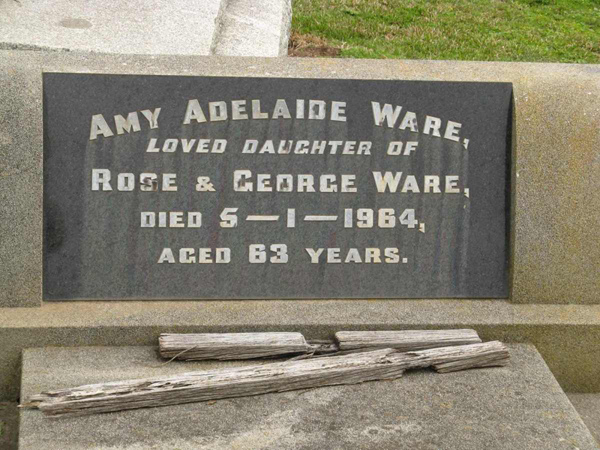 AMY ADELAIDE WARE,
LOVED DAUGHTER OF
ROSE & GEORGE WARE,
DIED 5—1—1964,
AGED 63 YEARS.